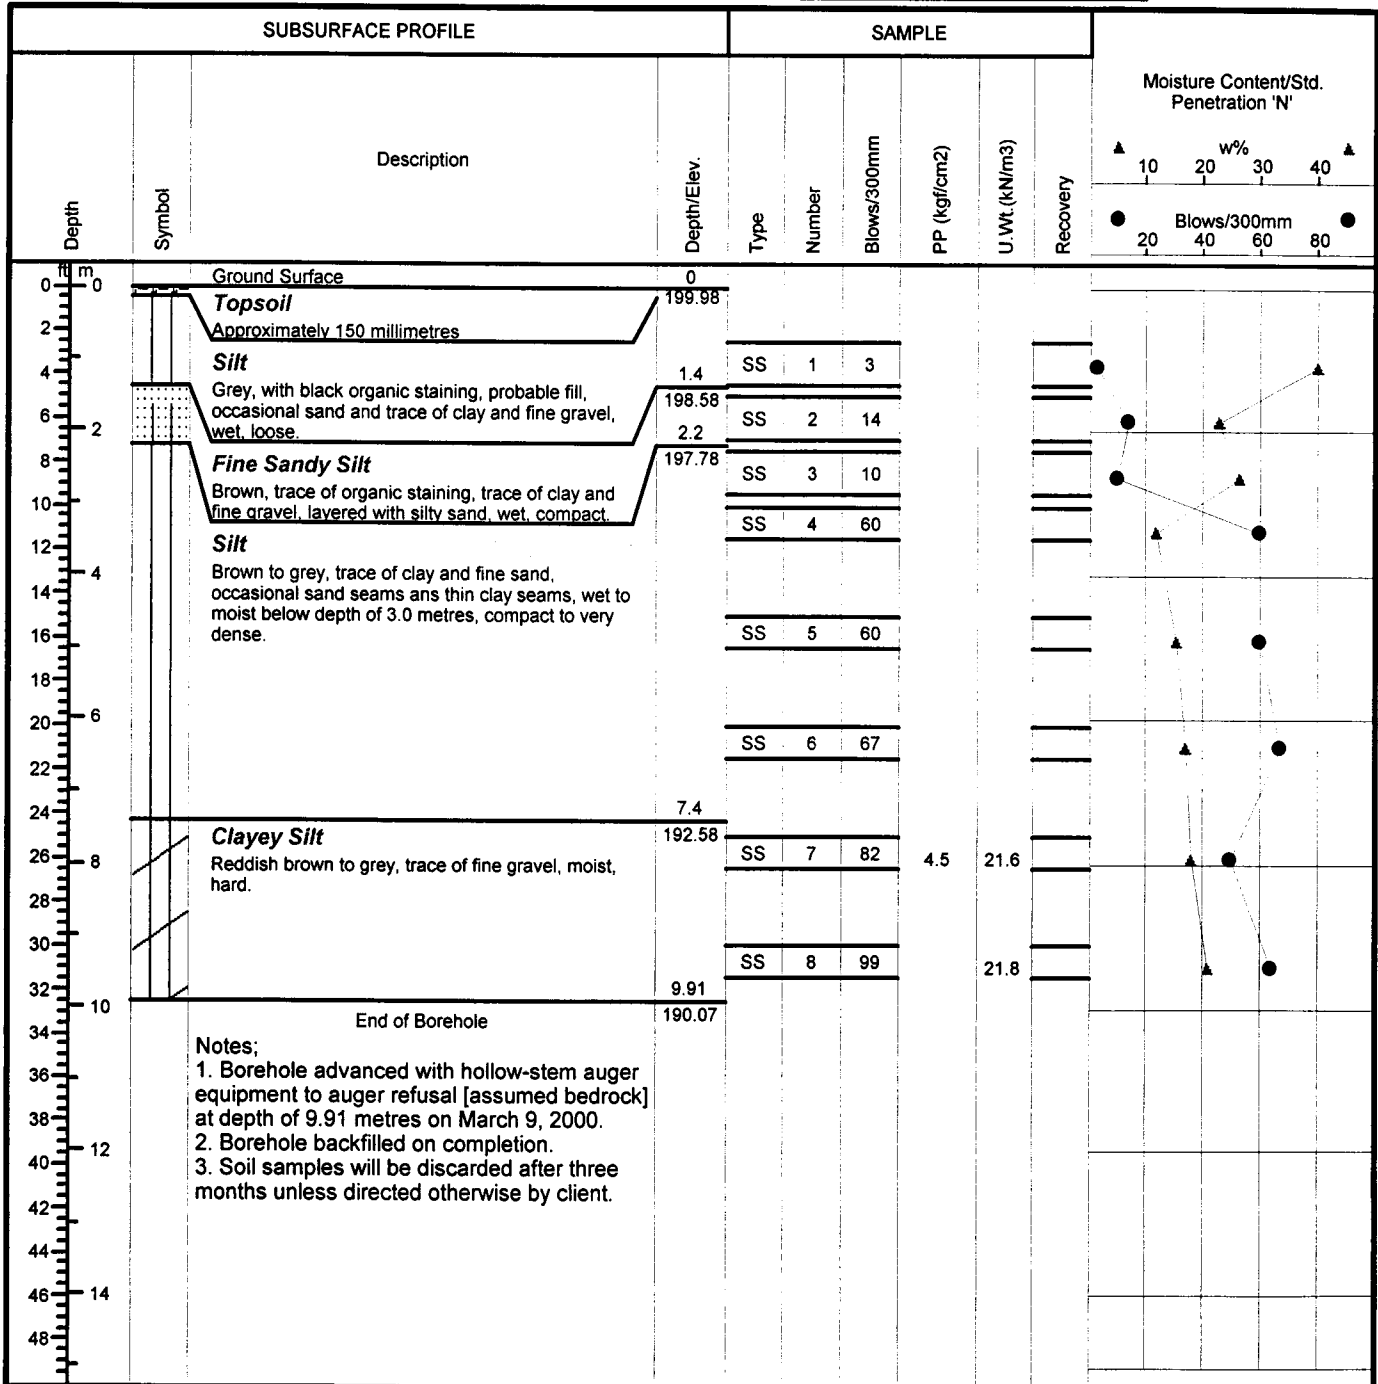 SUBSURFACE PROFILE
SAMPLE
Depth
Symbol
Description
Depth/Elev.
Type
Number
Blows/300mm
PP (kgf/cm2)
U.Wt.(kN/m3)
Recovery
Moisture Content/Std.
Penetration 'N'
w%
10 20 30 40
Blows/300mm
20 40 60 80
ft m
0 0
2
4
6
2
8
10
12
4
14
16
18
20 6
22
24
26 8
28
30
32
10
34
36
38
12
40
42
44
46 14
48
Ground Surface
0
199.98
Topsoil
Approximately 150 millimetres
Silt
Grey, with black organic staining, probable fill,
occasional sand and trace of clay and fine gravel,
wet, loose.
1.4
198.58
Fine Sandy Silt
Brown, trace of organic staining, trace of clay and
fine gravel, layered with silty sand, wet, compact.
2.2
197.78
Silt
Brown to grey, trace of clay and fine sand,
occasional sand seams ans thin clay seams, wet to
moist below depth of 3.0 metres, compact to very
dense.
7.4
192.58
Clayey Silt
Reddish brown to grey, trace of fine gravel, moist,
hard.
9.91
190.07
End of Borehole
SS 1 3
SS 2 14
SS 3 10
SS 4 60
SS 5 60
SS 6 67
SS 7 82 4.5 21.6
SS 8 99 21.8
Notes;
1. Borehole advanced with hollow-stem auger
equipment to auger refusal [assumed bedrock]
at depth of 9.91 metres on March 9, 2000.
2. Borehole backfilled on completion.
3. Soil samples will be discarded after three
months unless directed otherwise by client.